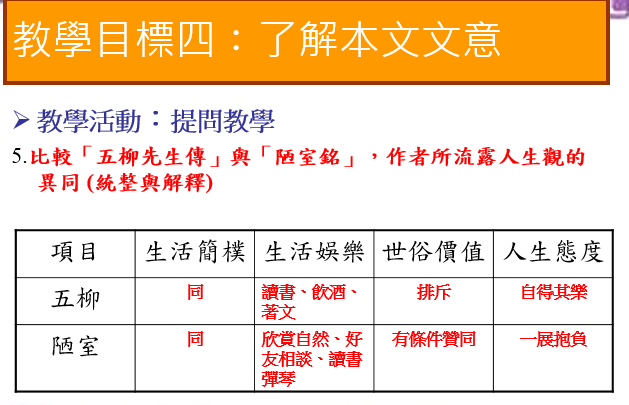 教學目標四：了解本文文意
➢教學活動：提問教學
5.比較「五柳先生傳」與「陋室銘」，作者所流露人生觀的
異同 (統整與解釋)
項目 生活簡樸 生活娛樂 世俗價值 人生態度
五柳 同 讀書、飲酒、 排斥 自得其樂
著文
陋室 同 欣賞自然、好 有條件贊同 一展抱負
友相談、讀書
彈琴